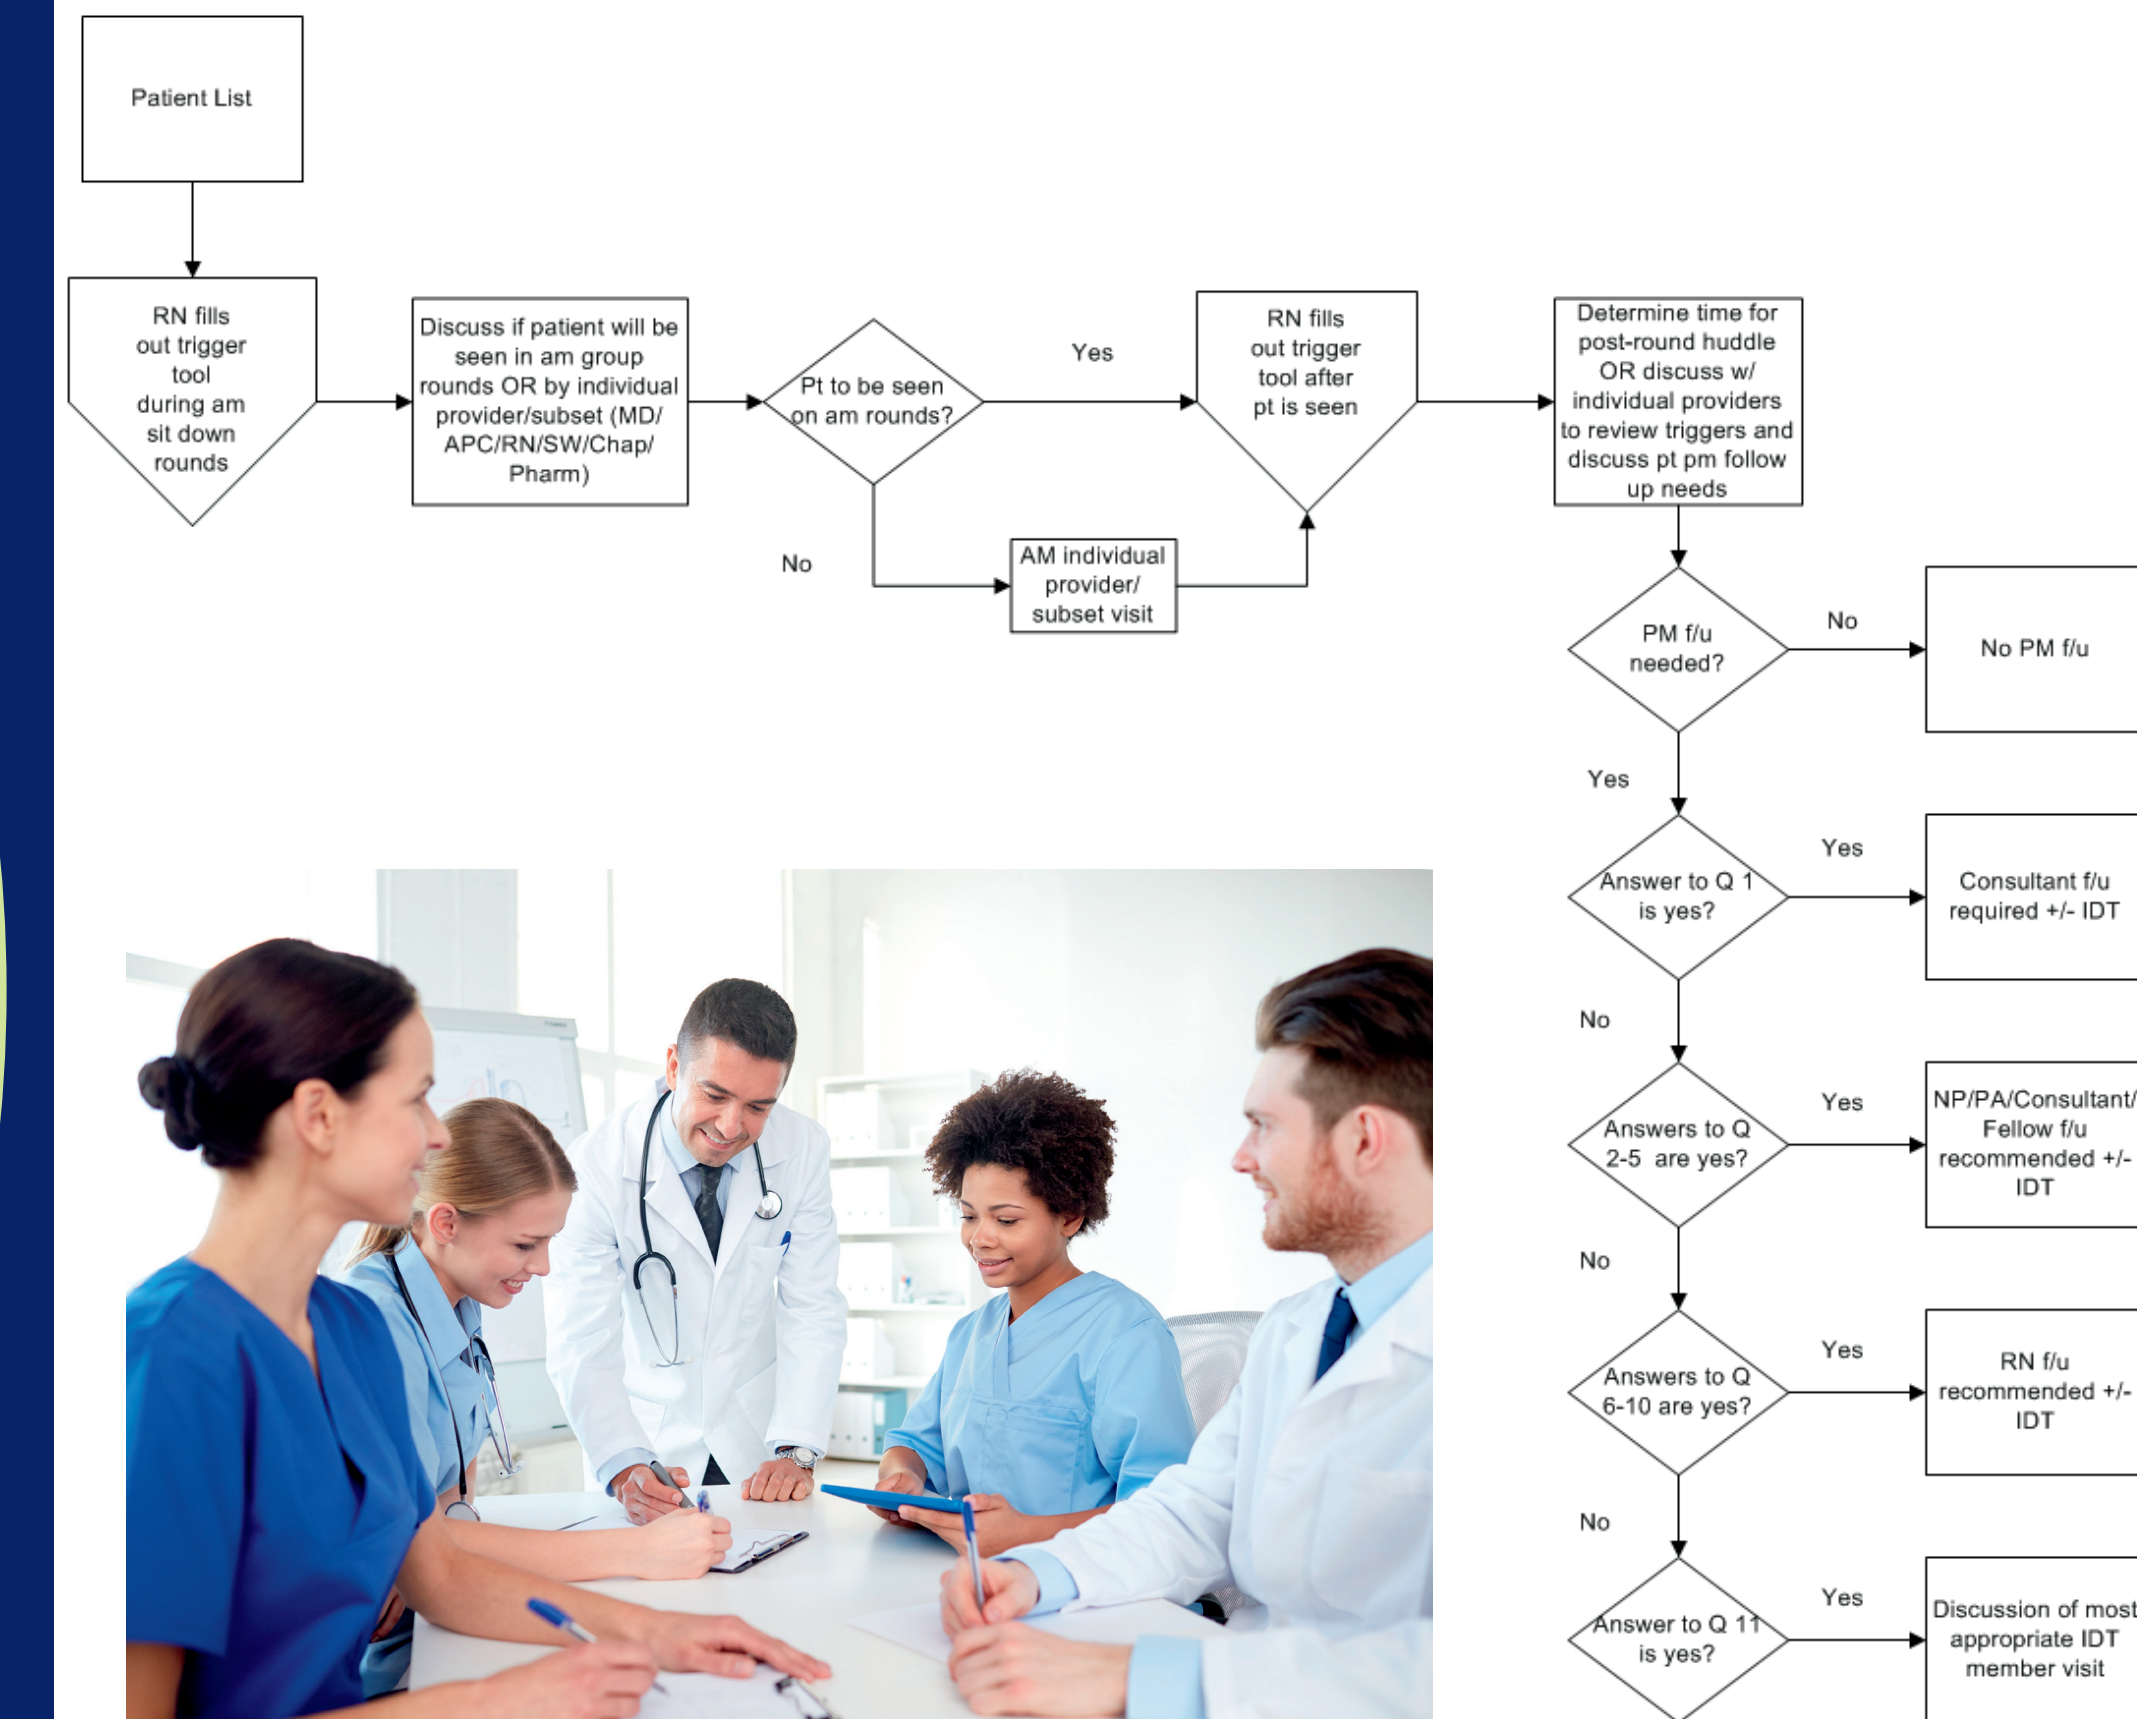 Patient List
RN fills
out trigger
tool
during am
sit down
rounds
Discuss if patient will be
seen in am group
rounds OR by individual
provider/subset (MD/
APC/RN/SW/Chap/
Pharm)
Pt to be seen
on am rounds?
Yes
No
AM individual
provider/
subset visit
RN fills
out trigger
tool after
pt is seen
Determine time for
post-round huddle
OR discuss w/
individual providers
to review triggers and
discuss pt pm follow
up needs
PM f/u
needed?
No
No PM f/u
Yes
Answer to Q 1
is yes?
Yes
Consultant f/u
required +/- IDT
No
Answers to Q
2-5 are yes?
Yes
NP/PA/Consultant/
Fellow f/u
recommended +/-
IDT
No
Answers to Q
6-10 are yes?
Yes
RN f/u
recommended +/-
IDT
No
Answer to Q 11
is yes?
Yes
Discussion of most
appropriate IDT
member visit